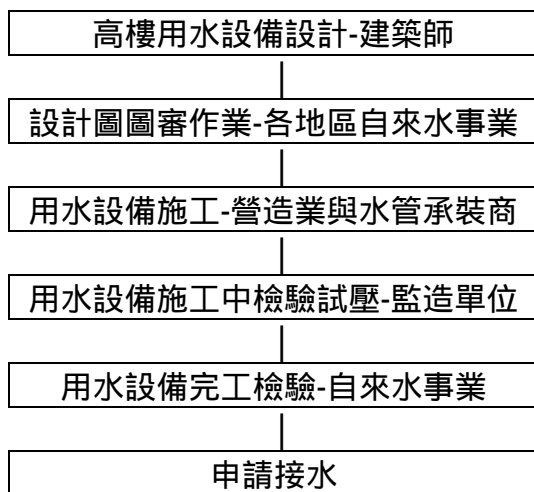 高樓用水設備設計-建築師
設計圖圖審作業-各地區自來水事業
用水設備施工-營造業與水管承裝商
用水設備施工中檢驗試壓-監造單位
用水設備完工檢驗-自來水事業
申請接水